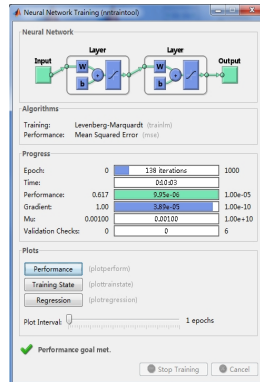 Neural Network Training (nntraintool)
Neural Network
Layer Layer
Input Output
W W
b b
Algorithms
Training: Levenberg-Marquardt (trainlm)
Performance: Mean Squared Error (mse)
Progress
Epoch: 0 138 iterations 1000
Time: 0:10:03
Performance: 0.617 9.95e-06 1.00e-05
Gradient: 1.00 3.89e-05 1.00e-10
Mu: 0.00100 0.00100 1.00e+10
Validation Checks: 0 0 6
Plots
Performance (plotperform)
Training State (plottrainstate)
Regression (plotregression)
Plot Interval: 1 epochs
Performance goal met.
Stop Training Cancel